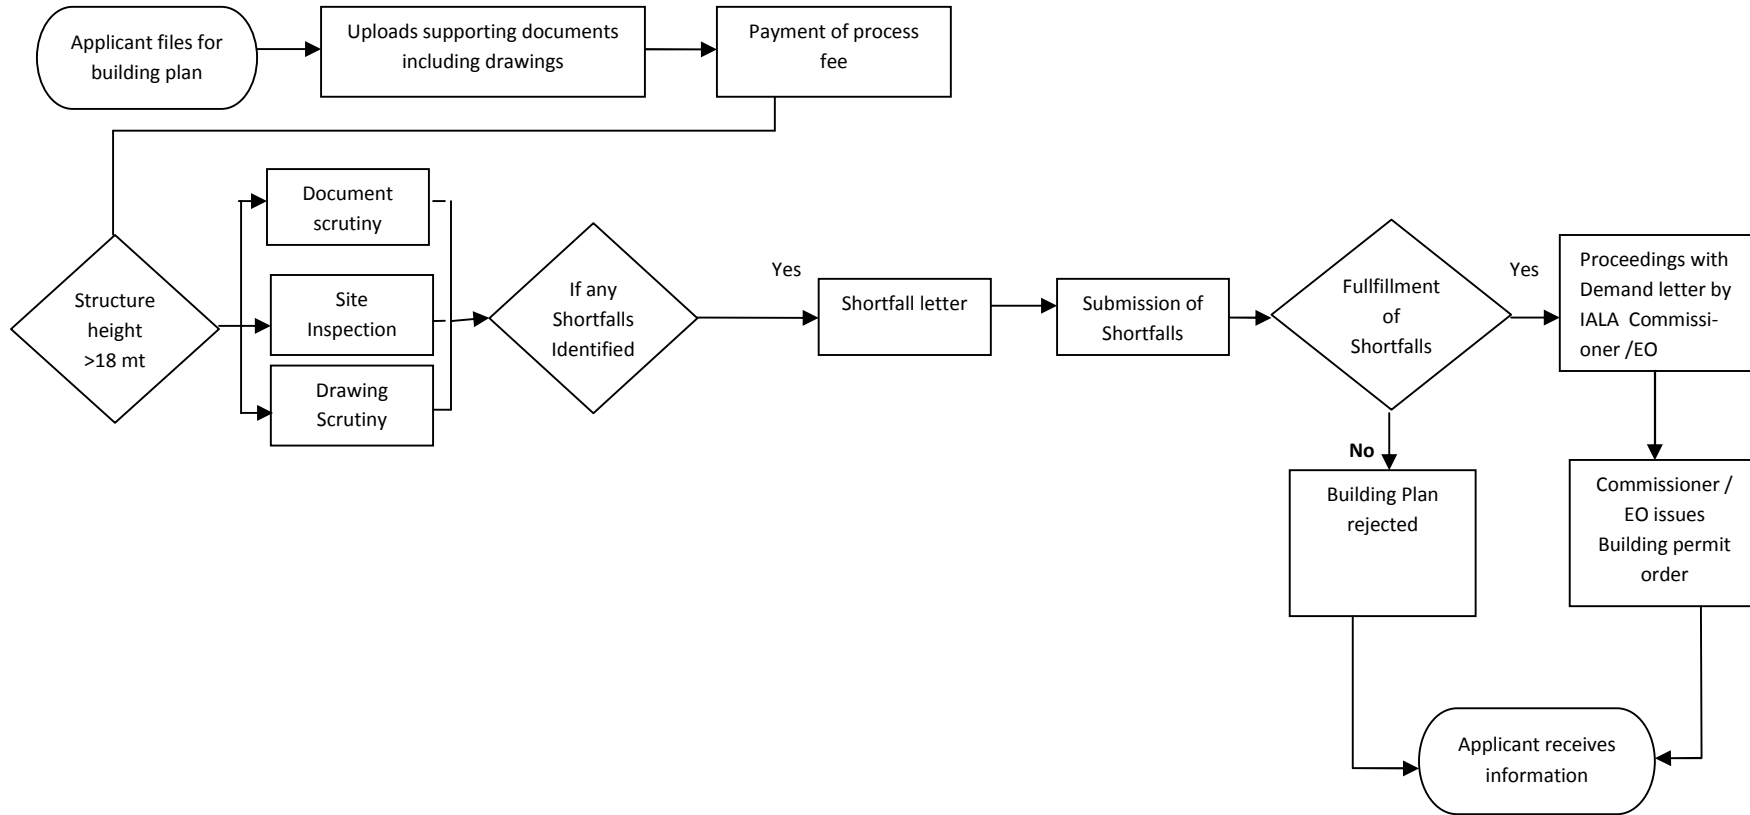 Applicant files for
building plan
Uploads supporting documents
including drawings
Payment of process
fee
Structure
height
>18 mt
Document
scrutiny
Site
Inspection
Drawing
Scrutiny
If any
Shortfalls
Identified
Yes
Shortfall letter
Submission of
Shortfalls
Fullfillment
of
Shortfalls
Yes
Proceedings with
Demand letter by
IALA Commissi-
oner /EO
No
Building Plan
rejected
Commissioner /
EO issues
Building permit
order
Applicant receives
information